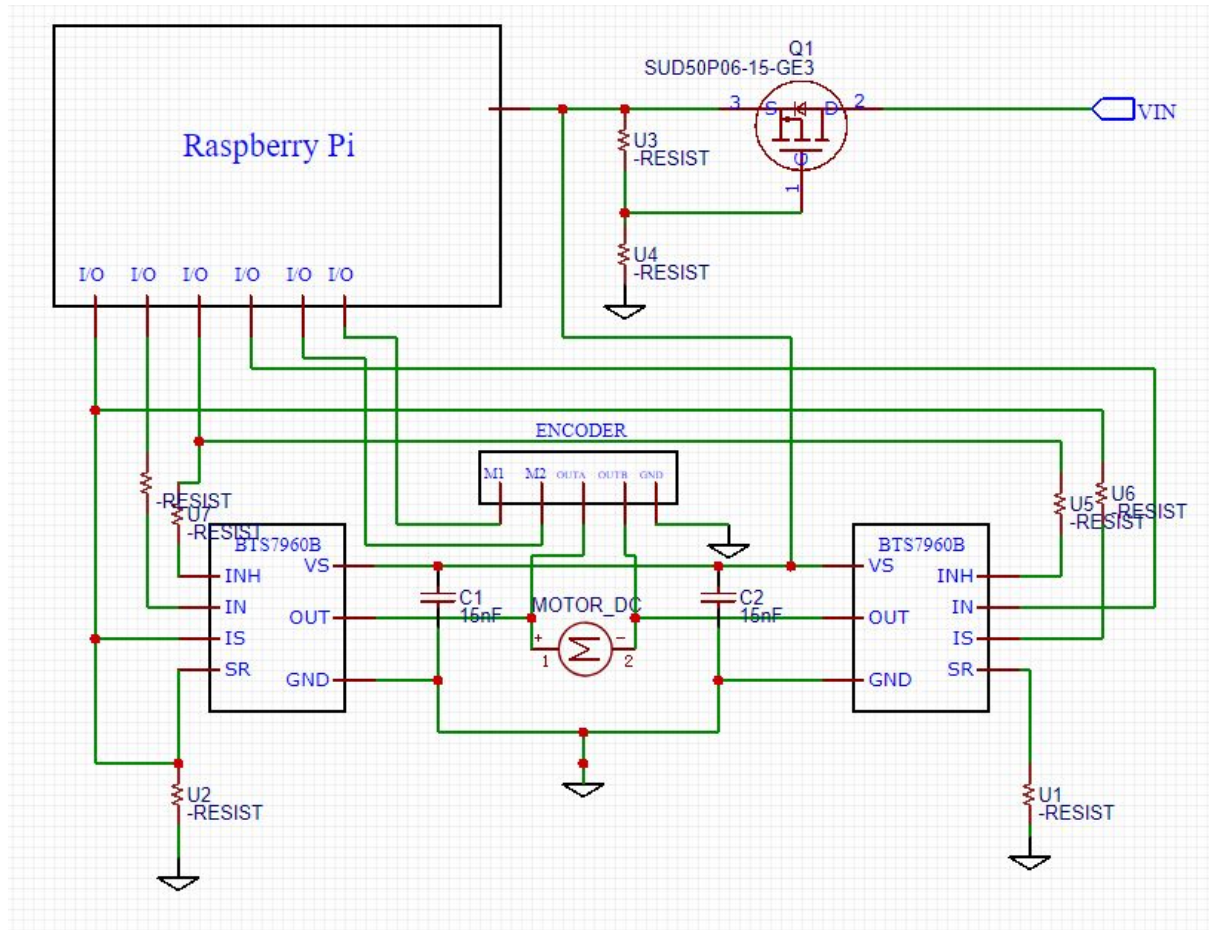 Q1
SUD50P06-15-GE3
3 S D 2
VIN
G
1
Raspberry Pi
U3
-RESIST
U4
-RESIST
I/O I/O I/O I/O I/O I/O
ENCODER
M1 M2 OUTA OUTB GND
-RESIST
U7
-RESIST
U5
-RESIST
U6
-RESIST
BTS7960B
VS
INH
IN
OUT
IS
SR
GND
C1
15nF
MOTOR_DC
+ -
1 2
C2
15nF
BTS7960B
VS
INH
IN
OUT
IS
SR
GND
U2
-RESIST
U1
-RESIST